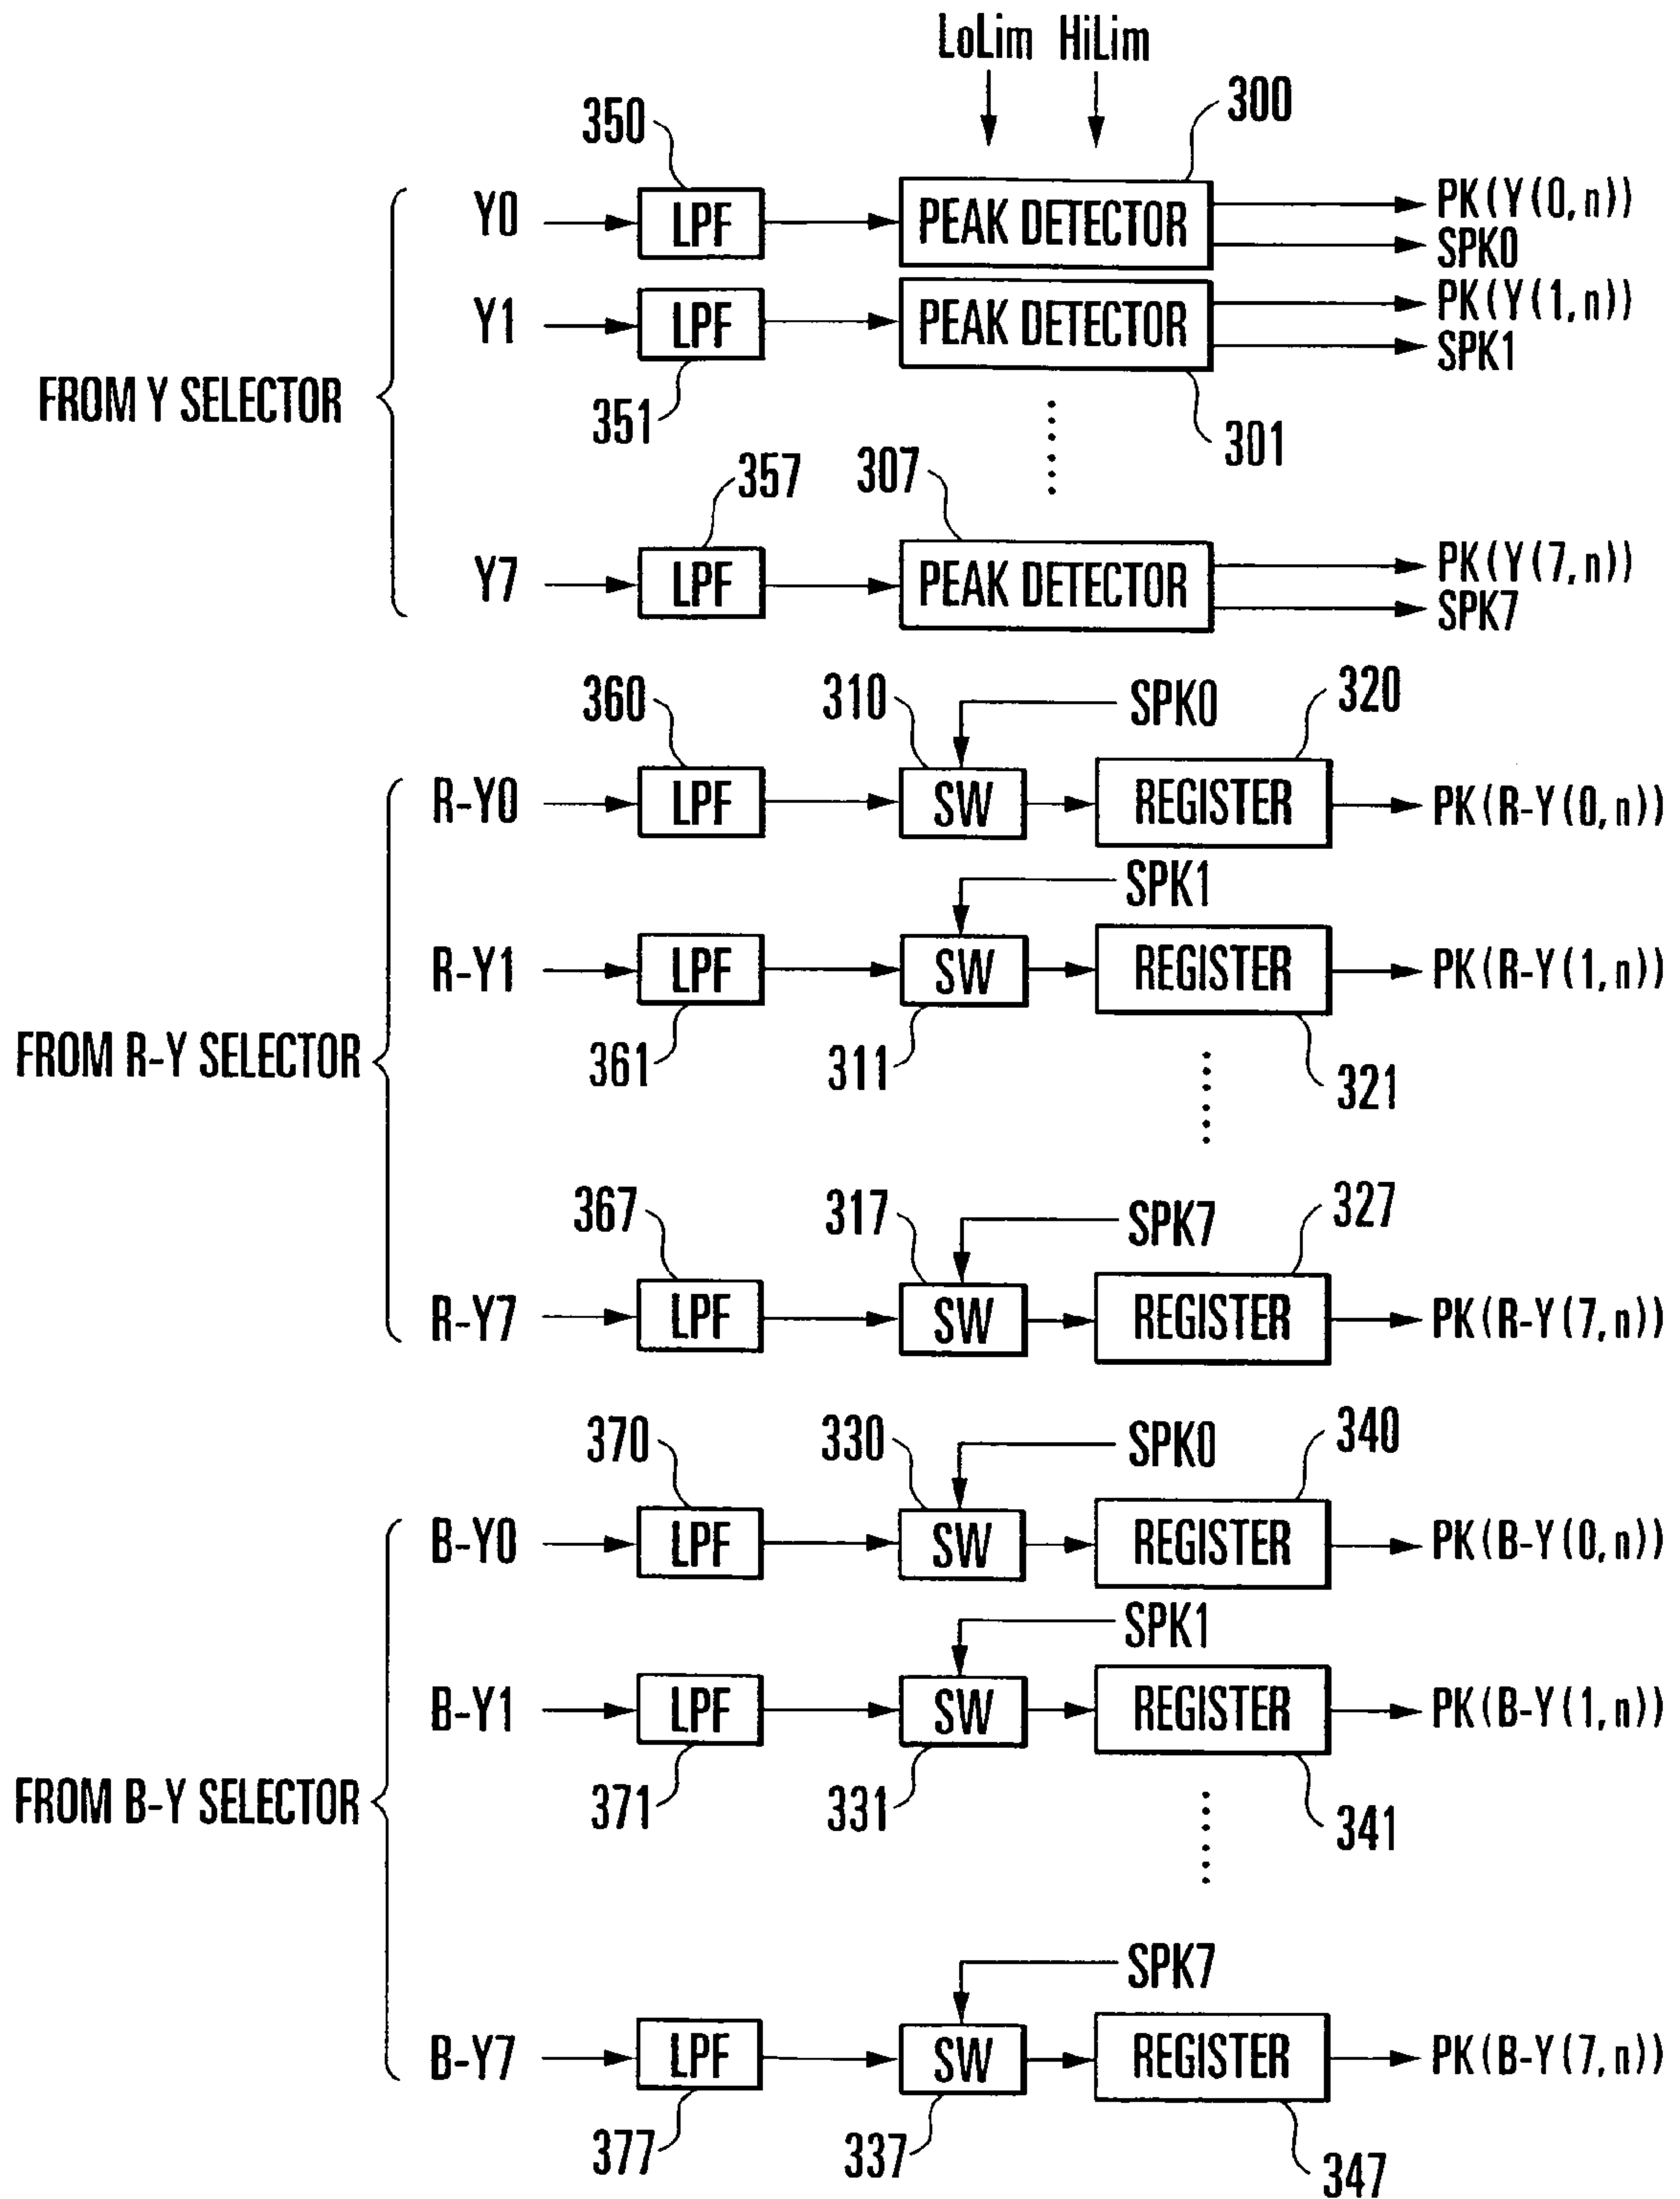 LoLim HiLim
350
300
Y0 LPF PEAK DETECTOR PK(Y(0,n))
SPK0
Y1 LPF PEAK DETECTOR PK(Y(1,n))
SPK1
FROM Y SELECTOR
351
301
357
307
Y7 LPF PEAK DETECTOR PK(Y(7,n))
SPK7
360
310
SPK0
320
R-Y0 LPF SW REGISTER PK(R-Y(0,n))
SPK1
R-Y1 LPF SW REGISTER PK(R-Y(1,n))
FROM R-Y SELECTOR
361
311
321
367
317
SPK7
327
R-Y7 LPF SW REGISTER PK(R-Y(7,n))
370
330
SPK0
340
B-Y0 LPF SW REGISTER PK(B-Y(0,n))
SPK1
B-Y1 LPF SW REGISTER PK(B-Y(1,n))
FROM B-Y SELECTOR
371
331
341
SPK7
B-Y7 LPF SW REGISTER PK(B-Y(7,n))
377
337
347